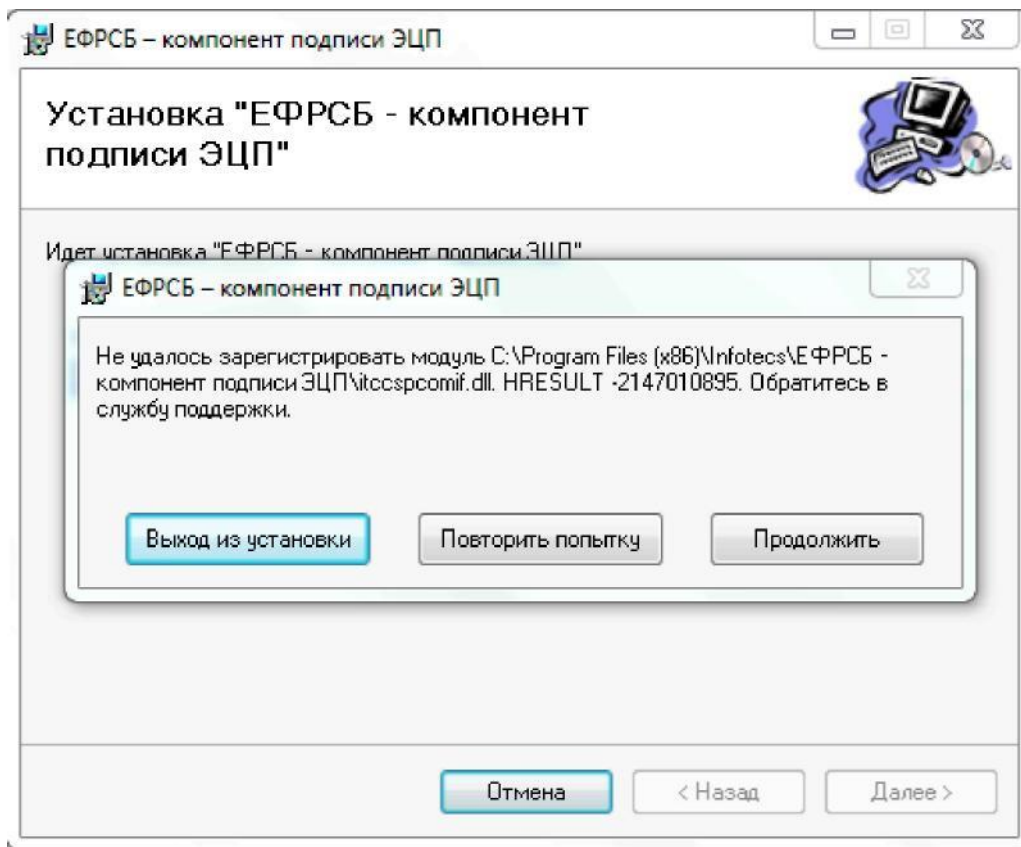 ЕФРСБ – компонент подписи ЭЦП
Установка "ЕФРСБ - компонент
подписи ЭЦП"
Идет установка "ЕФРСБ - компонент подписи ЭЦП"
ЕФРСБ – компонент подписи ЭЦП
Не удалось зарегистрировать модуль C:\Program Files (x86)\Infotecs\ЕФРСБ -
компонент подписи ЭЦП\itccspcomif.dll. HRESULT -2147010895. Обратитесь в
службу поддержки.
Выход из установки Повторить попытку Продолжить
Отмена < Назад Далее >